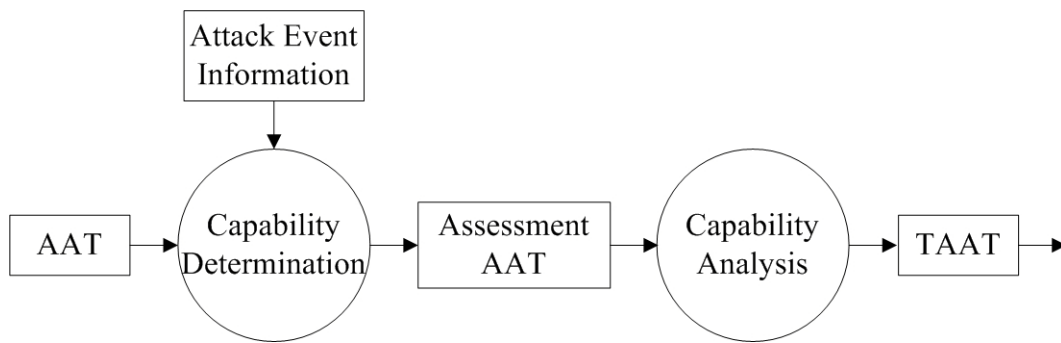 Attack Event
Information
AAT
Capability
Determination
Assessment
AAT
Capability
Analysis
TAAT